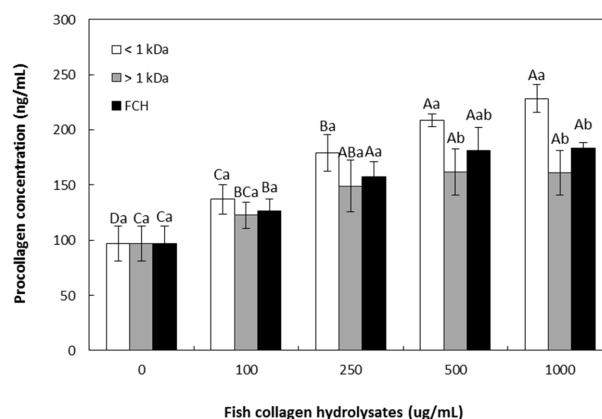 Procollagen concentration (ng/mL)
300
250
200
150
100
50
0
< 1 kDa
> 1 kDa
FCH
Da Ca Ca
Ca BCa Ba
Ba ABa Aa
Aa Ab Aab
Aa Ab Ab
0 100 250 500 1000
Fish collagen hydrolysates (ug/mL)